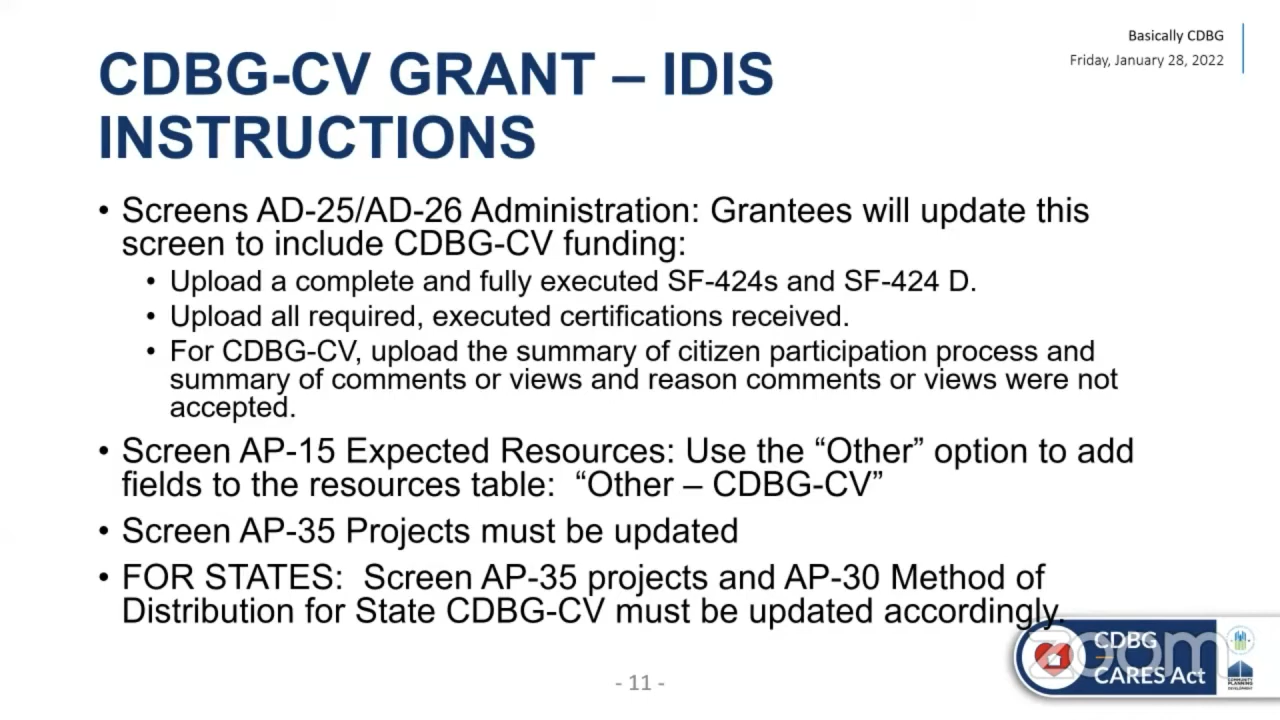 Basically CDBG
Friday, January 28, 2022
CDBG-CV GRANT – IDIS
INSTRUCTIONS
• Screens AD-25/AD-26 Administration: Grantees will update this
screen to include CDBG-CV funding:
• Upload a complete and fully executed SF-424s and SF-424 D.
• Upload all required, executed certifications received.
• For CDBG-CV, upload the summary of citizen participation process and
summary of comments or views and reason comments or views were not
accepted.
• Screen AP-15 Expected Resources: Use the “Other” option to add
fields to the resources table:  “Other – CDBG-CV”
• Screen AP-35 Projects must be updated
• FOR STATES:  Screen AP-35 projects and AP-30 Method of
Distribution for State CDBG-CV must be updated accordingly.
CDBG
CARES Act
zoom
COMMUNITY
PLANNING
DEVELOPMENT
- 11 -